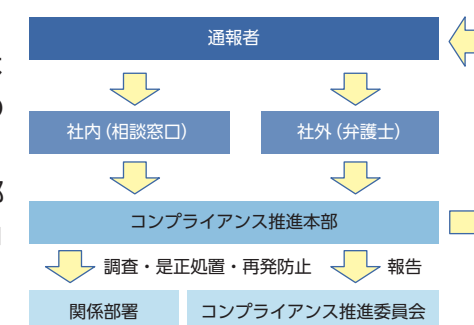 通報者
社内(相談窓口)
社外(弁護士)
コンプライアンス推進本部
調査・是正処置・再発防止
報告
関係部署
コンプライアンス推進委員会